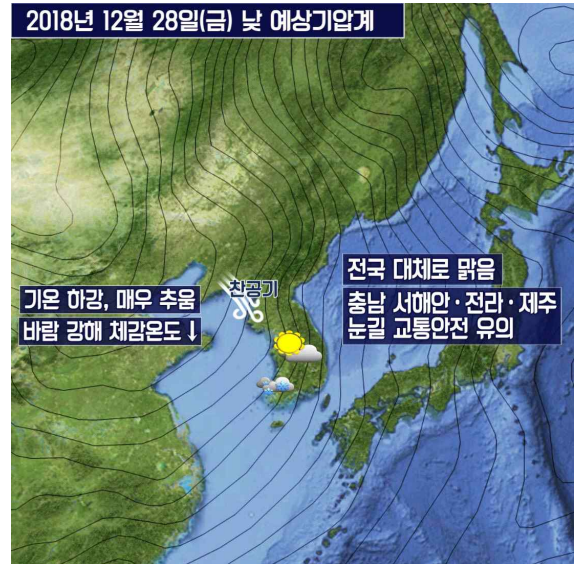 2018년 12월 28일(금) 낮 예상기압계
찬공기
기온 하강, 매우 추움
바람 강해 체감온도↓
전국 대체로 맑음
충남 서해안·전라·제주
눈길 교통안전 유의